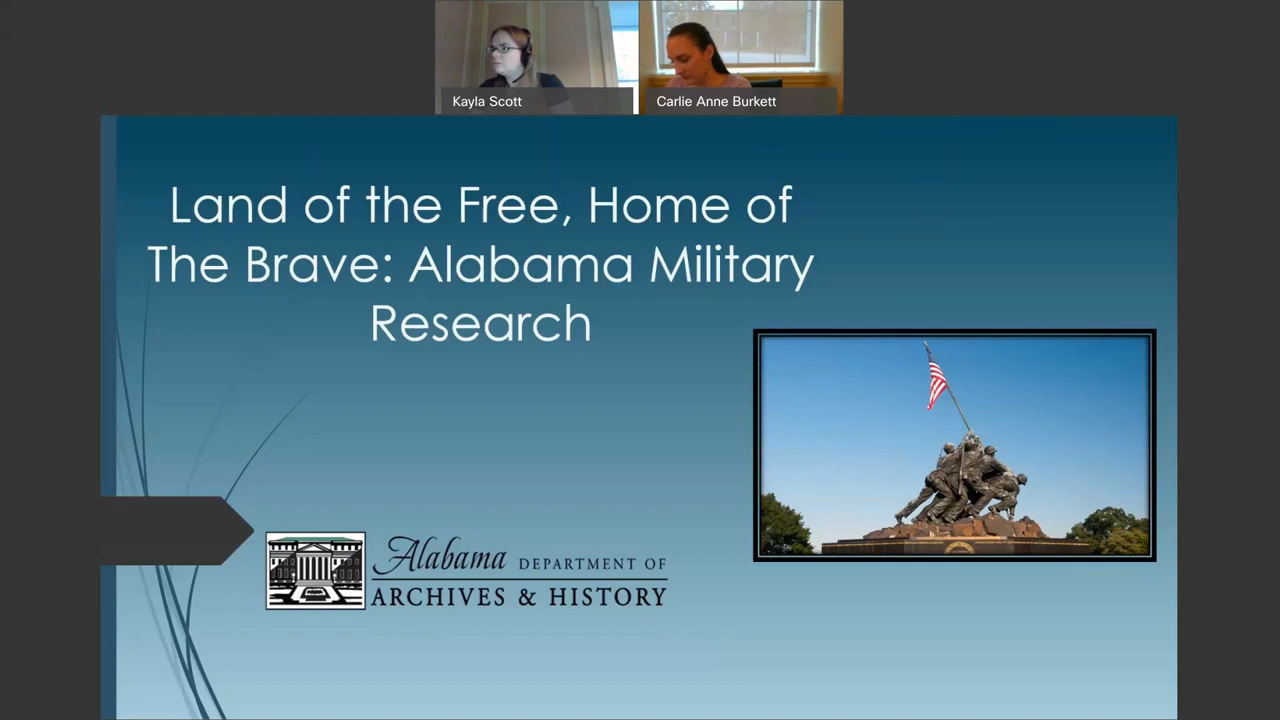 Kayla Scott
Carlie Anne Burkett
Land of the Free, Home of
The Brave: Alabama Military
Research
Alabama DEPARTMENT OF
ARCHIVES & HISTORY